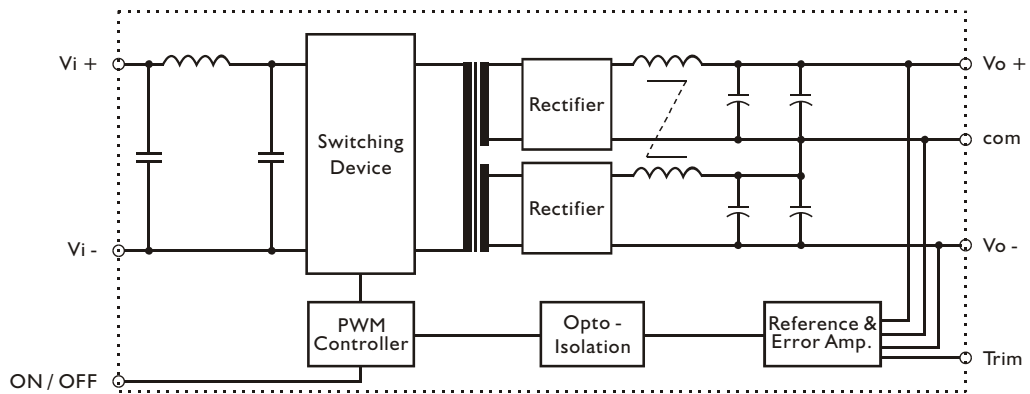 Vi +
Vo +
Switching
Device
Rectifier
com
Rectifier
Vi -
Vo -
PWM
Controller
Opto -
Isolation
Reference &
Error Amp.
Trim
ON / OFF